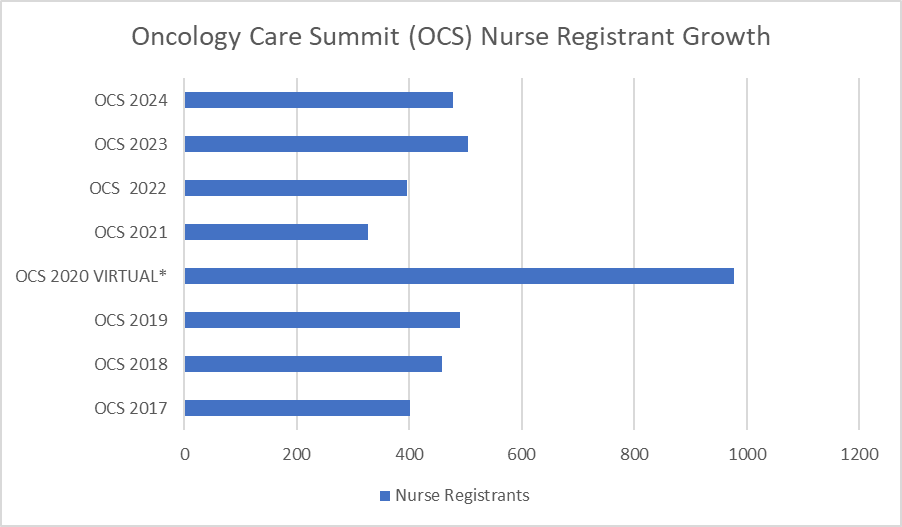 Oncology Care Summit (OCS) Nurse Registrant Growth
OCS 2024
OCS 2023
OCS  2022
OCS 2021
OCS 2020 VIRTUAL*
OCS 2019
OCS 2018
OCS 2017
0 200 400 600 800 1000 1200
Nurse Registrants